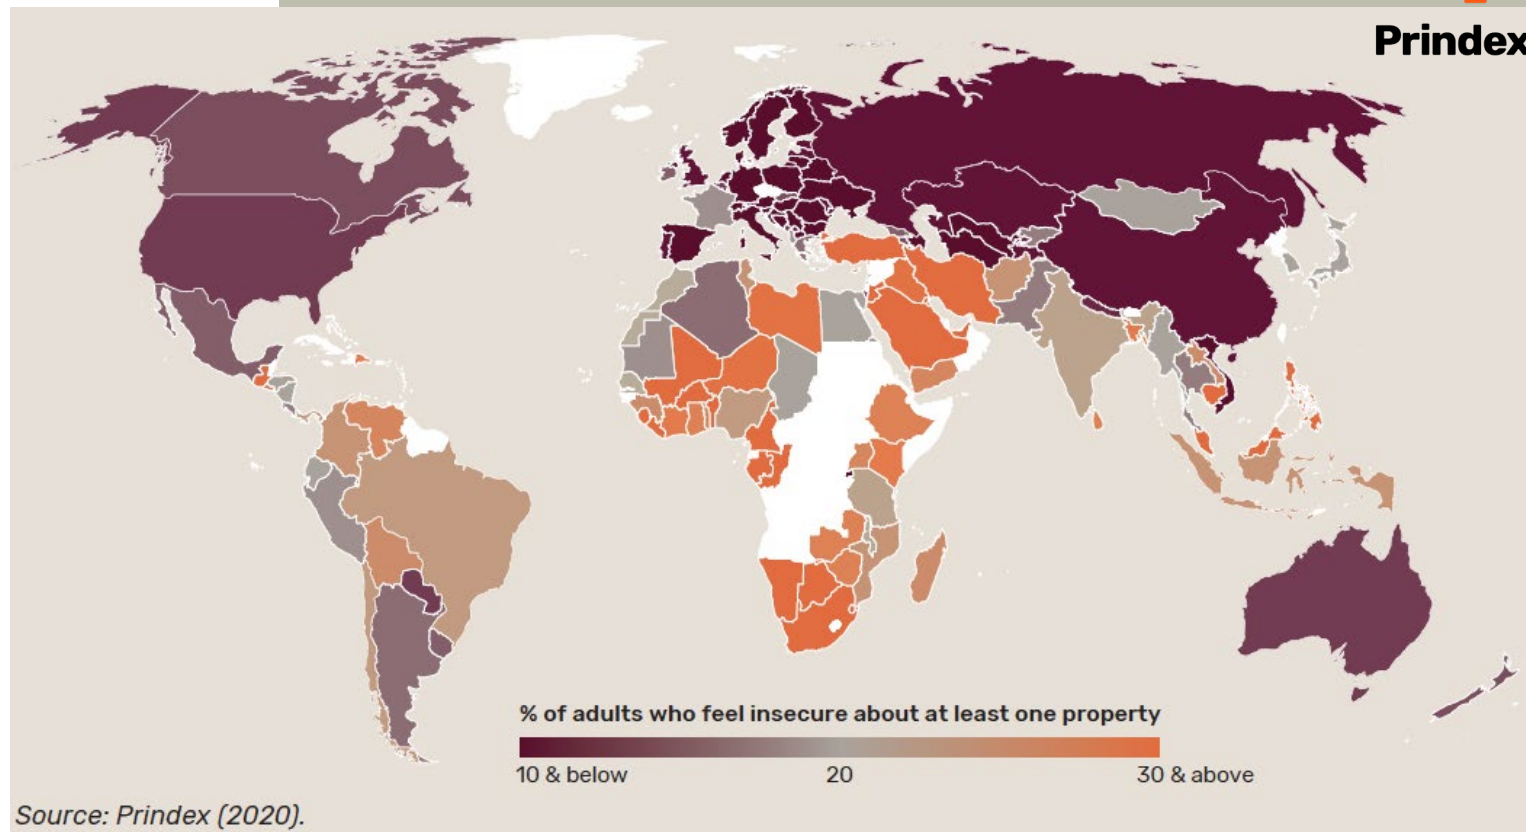 Prindex
% of adults who feel insecure about at least one property
10 & below 20 30 & above
Source: Prindex (2020).